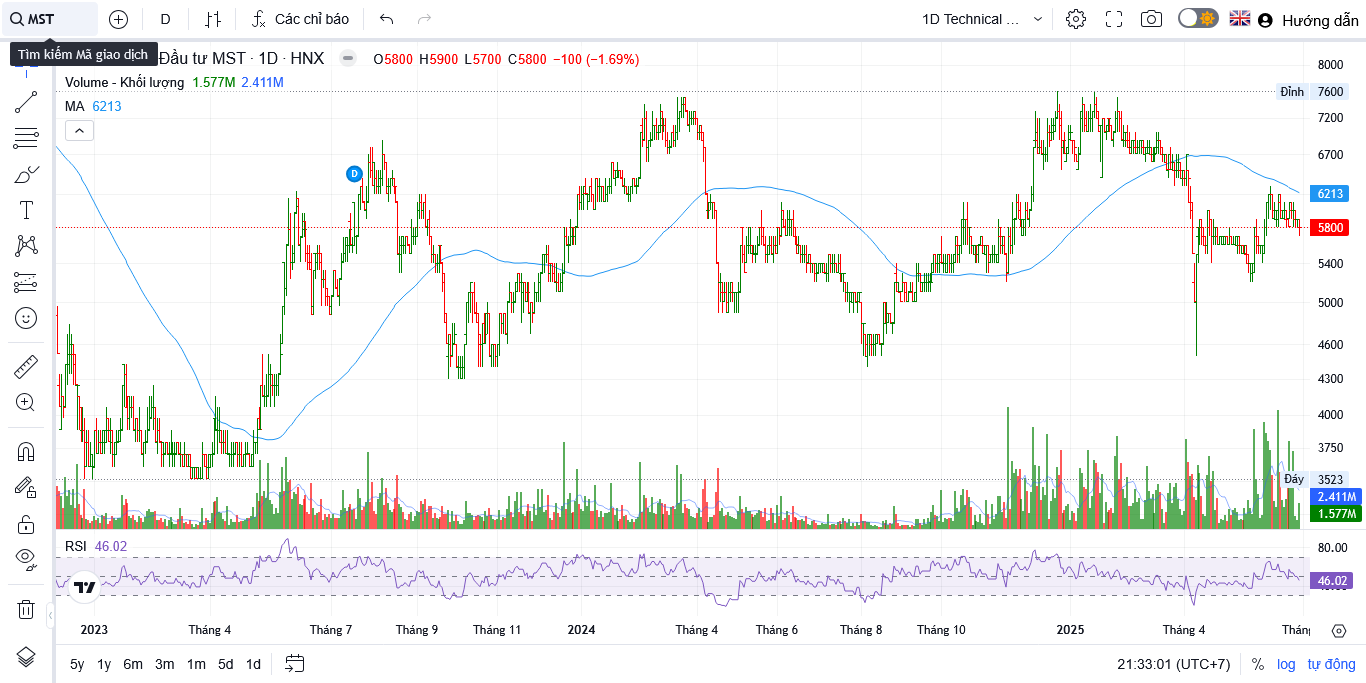 MST
D
Các chỉ báo
1D Technical ...
Hướng dẫn
Tìm kiếm Mã giao dịch
Đầu tư MST · 1D · HNX
O5800 H5900 L5700 C5800 −100 (−1.69%)
Volume - Khối lượng 1.577M 2.411M
MA 6213
D
8000
Đỉnh 7600
7200
6700
6213
5800
5400
5000
4600
4300
4000
3750
Đáy 3523
2.411M
1.577M
RSI 46.02
80.00
46.02
2023 Tháng 4 Tháng 7 Tháng 9 Tháng 11 2024 Tháng 4 Tháng 6 Tháng 8 Tháng 10 2025 Tháng 4
5y 1y 6m 3m 1m 5d 1d
21:33:01 (UTC+7) % log tự động